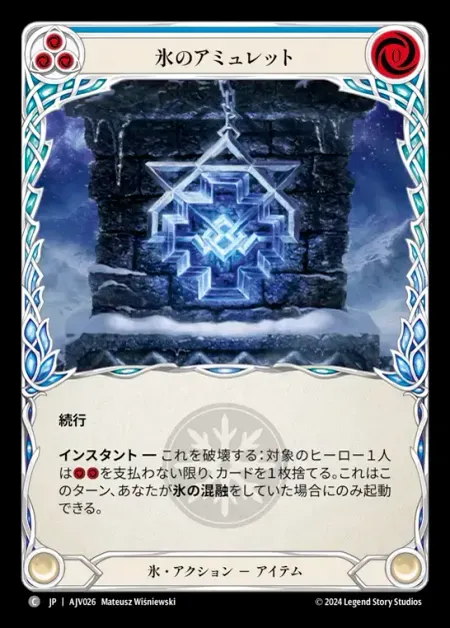 氷のアミュレット
0
続行
インスタント ー これを破壊する：対象のヒーロー１人
はを支払わない限り、カードを１枚捨てる。これはこ
のターン、あなたが氷の混融をしていた場合にのみ起動
できる。
氷・アクション ー アイテム
C JP | AJV026 Mateusz Wiśniewski
© 2024 Legend Story Studios